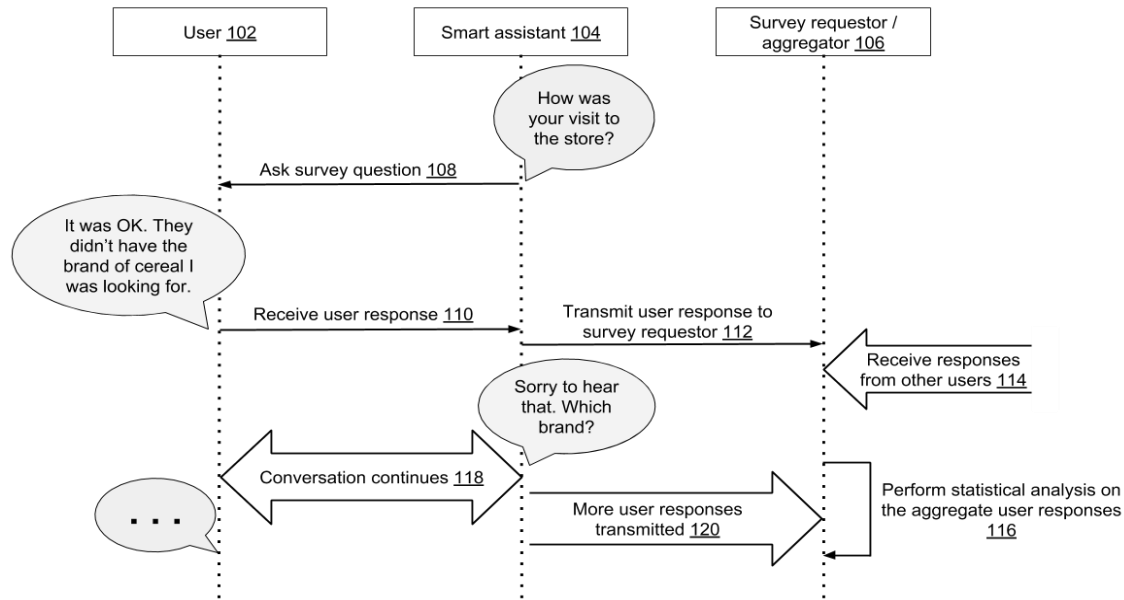 User 102
Smart assistant 104
Survey requestor /
aggregator 106
How was
your visit to
the store?
Ask survey question 108
It was OK. They
didn’t have the
brand of cereal I
was looking for.
Receive user response 110
Transmit user response to
survey requestor 112
Receive responses
from other users 114
Sorry to hear
that. Which
brand?
Conversation continues 118
. . .
More user responses
transmitted 120
Perform statistical analysis on
the aggregate user responses
116